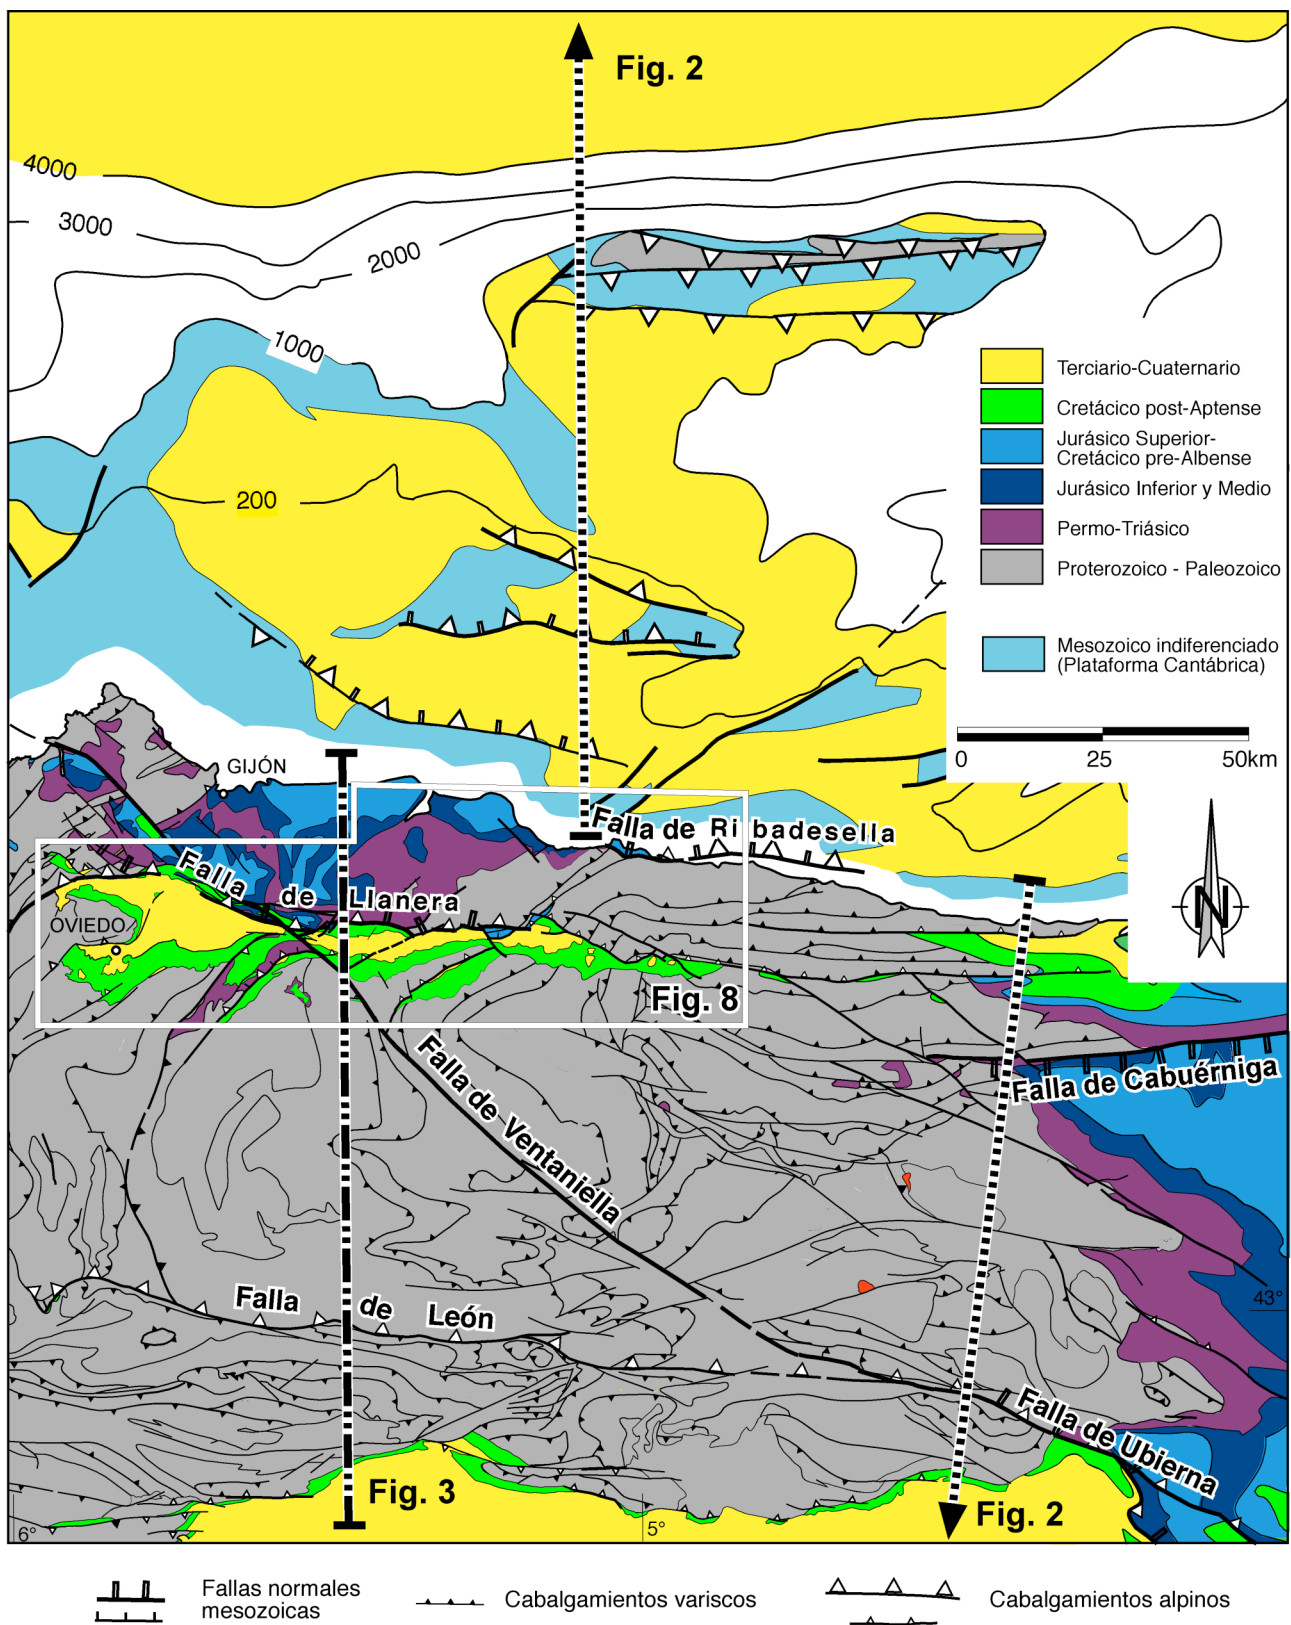 Fig. 2
4000
3000
2000
1000
200
Terciario-Cuaternario
Cretácico post-Aptense
Jurásico Superior-
Cretácico pre-Albense
Jurásico Inferior y Medio
Permo-Triásico
Proterozoico - Paleozoico
Mesozoico indiferenciado
(Plataforma Cantábrica)
0 25 50km
GIJÓN
Falla de Ribadesella
Falla de Llanera
OVIEDO
N
Fig. 8
Falla de Cabuérniga
Falla de Ventaniella
43°
Falla de León
Falla de Ubierna
Fig. 3
Fig. 2
6°
5°
Fallas normales
mesozoicas
Cabalgamientos variscos
Cabalgamientos alpinos